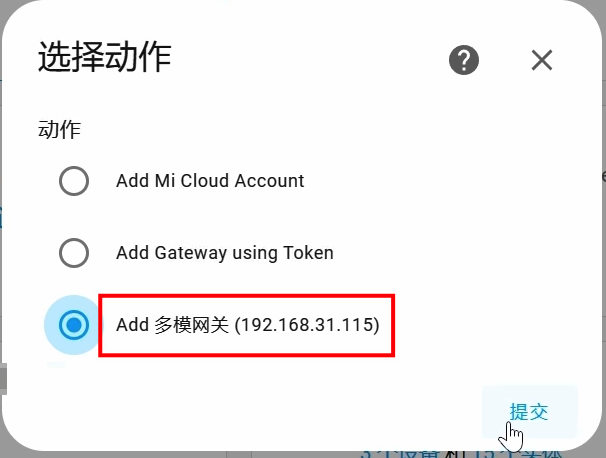 选择动作
动作
Add Mi Cloud Account
Add Gateway using Token
Add 多模网关 (192.168.31.115)
提交